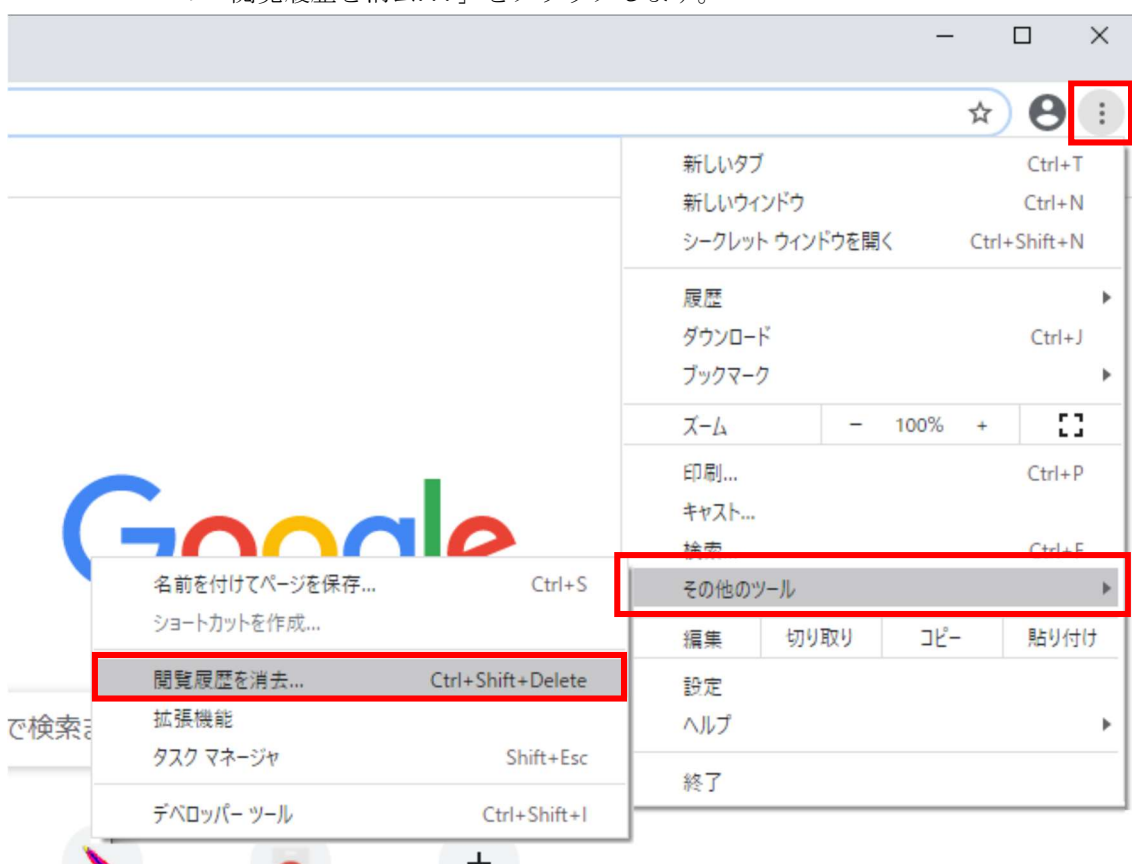 新しいタブ Ctrl+T
新しいウィンドウ Ctrl+N
シークレット ウィンドウを開く Ctrl+Shift+N
履歴
ダウンロード Ctrl+J
ブックマーク
ズーム － 100% +
印刷... Ctrl+P
キャスト...
検索... Ctrl+F
その他のツール
編集 切り取り コピー 貼り付け
設定
ヘルプ
終了
Google
名前を付けてページを保存... Ctrl+S
ショートカットを作成...
閲覧履歴を消去... Ctrl+Shift+Delete
拡張機能
タスク マネージャ Shift+Esc
デベロッパー ツール Ctrl+Shift+I
で検索